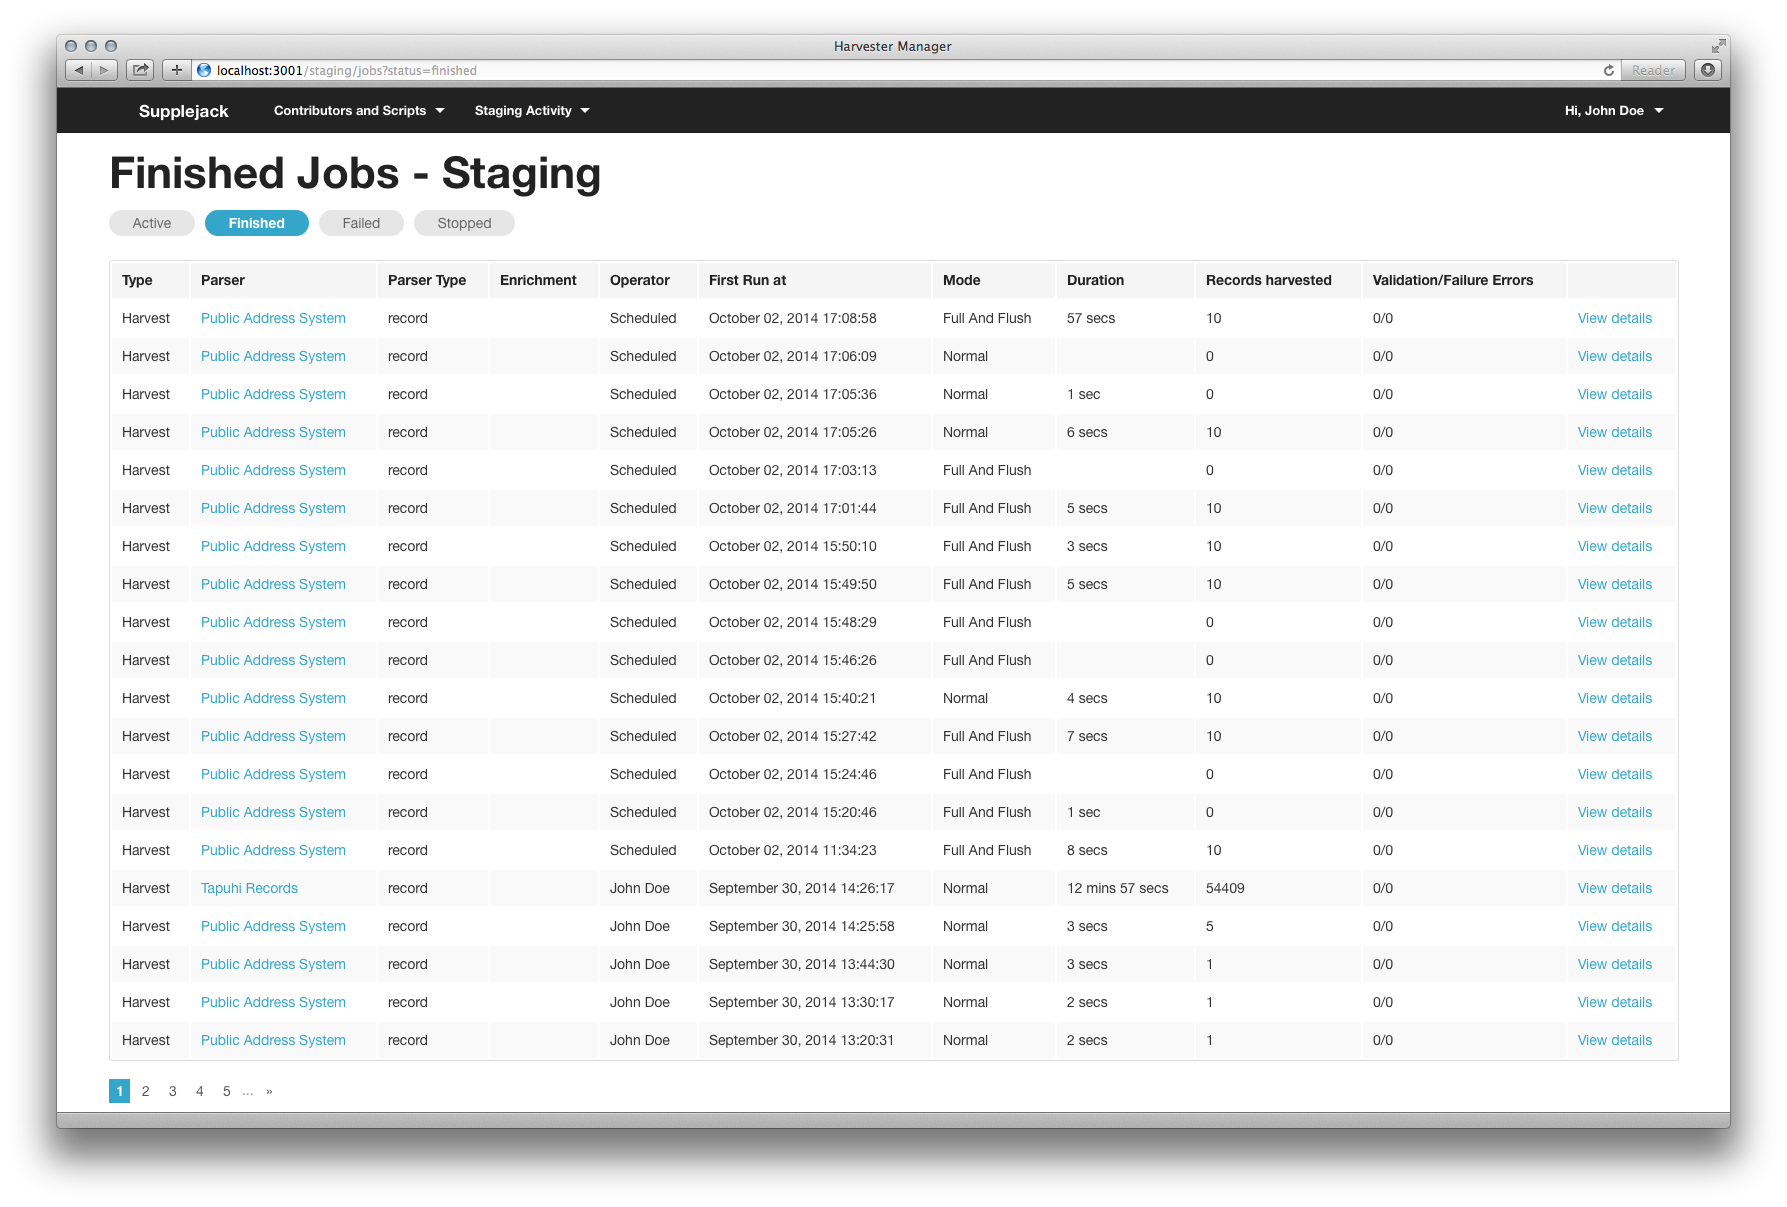 Harvester Manager
localhost:3001/staging/jobs?status=finished Reader
Supplejack Contributors and Scripts Staging Activity Hi, John Doe
Finished Jobs - Staging
Active Finished Failed Stopped
Type Parser Parser Type Enrichment Operator First Run at Mode Duration Records harvested Validation/Failure Errors
Harvest Public Address System record Scheduled October 02, 2014 17:08:58 Full And Flush 57 secs 10 0/0 View details
Harvest Public Address System record Scheduled October 02, 2014 17:06:09 Normal 0 0/0 View details
Harvest Public Address System record Scheduled October 02, 2014 17:05:36 Normal 1 sec 0 0/0 View details
Harvest Public Address System record Scheduled October 02, 2014 17:05:26 Normal 6 secs 10 0/0 View details
Harvest Public Address System record Scheduled October 02, 2014 17:03:13 Full And Flush 0 0/0 View details
Harvest Public Address System record Scheduled October 02, 2014 17:01:44 Full And Flush 5 secs 10 0/0 View details
Harvest Public Address System record Scheduled October 02, 2014 15:50:10 Full And Flush 3 secs 10 0/0 View details
Harvest Public Address System record Scheduled October 02, 2014 15:49:50 Full And Flush 5 secs 10 0/0 View details
Harvest Public Address System record Scheduled October 02, 2014 15:48:29 Full And Flush 0 0/0 View details
Harvest Public Address System record Scheduled October 02, 2014 15:46:26 Full And Flush 0 0/0 View details
Harvest Public Address System record Scheduled October 02, 2014 15:40:21 Normal 4 secs 10 0/0 View details
Harvest Public Address System record Scheduled October 02, 2014 15:27:42 Full And Flush 7 secs 10 0/0 View details
Harvest Public Address System record Scheduled October 02, 2014 15:24:46 Full And Flush 0 0/0 View details
Harvest Public Address System record Scheduled October 02, 2014 15:20:46 Full And Flush 1 sec 0 0/0 View details
Harvest Public Address System record Scheduled October 02, 2014 11:34:23 Full And Flush 8 secs 10 0/0 View details
Harvest Tapuhi Records record John Doe September 30, 2014 14:26:17 Normal 12 mins 57 secs 54409 0/0 View details
Harvest Public Address System record John Doe September 30, 2014 14:25:58 Normal 3 secs 5 0/0 View details
Harvest Public Address System record John Doe September 30, 2014 13:44:30 Normal 3 secs 1 0/0 View details
Harvest Public Address System record John Doe September 30, 2014 13:30:17 Normal 2 secs 1 0/0 View details
Harvest Public Address System record John Doe September 30, 2014 13:20:31 Normal 2 secs 1 0/0 View details
1 2 3 4 5 ... »